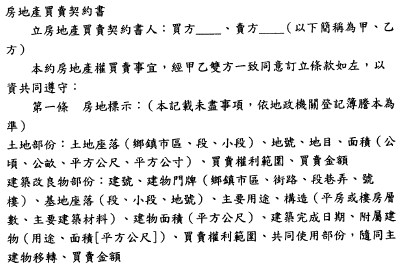 房地產買賣契約書
立房地產買賣契約書人：買方____、賣方____（以下簡稱為甲、乙
方）
本約房地產權買賣事宜，經甲乙雙方一致同意訂立條款如左，以
資共同遵守：
第一條　房地標示：（本記載未盡事項，依地政機關登記簿謄本為
準）
土地部份：土地座落（鄉鎮市區、段、小段）、地號、地目、面積（公
頃、公畝、平方公尺、平方公寸）、買賣權利範圍、買賣金額
建築改良物部份：建號、建物門牌（鄉鎮市區、街路、段巷弄、號
樓）、基地座落（段、小段、地號）、主要用途、構造（平房或樓房層
數、主要建築材料）、建物面積（平方公尺）、建築完成日期、附屬建
物（用途、面積[平方公尺]）、買賣權利範圍、共同使用部份，隨同主
建物移轉、買賣金額